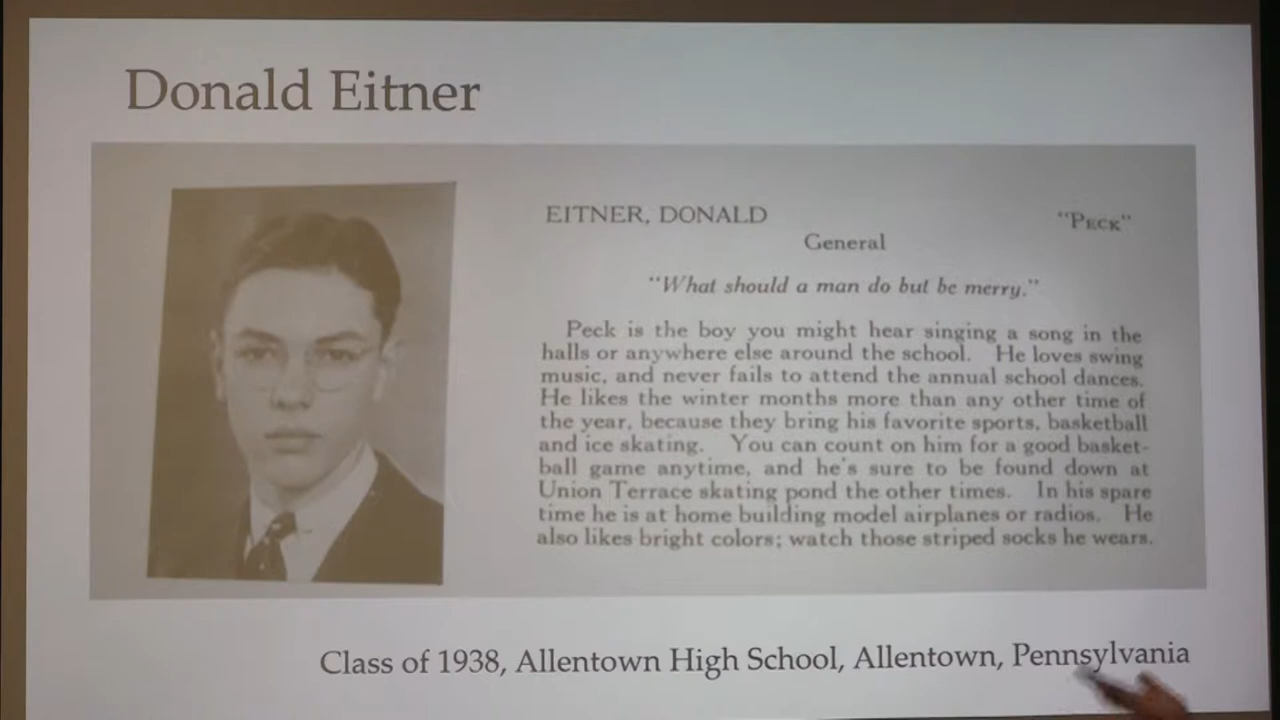 Donald Eitner
EITNER, DONALD "PECK"
General
"What should a man do but be merry."
Peck is the boy you might hear singing a song in the
halls or anywhere else around the school. He loves swing
music, and never fails to attend the annual school dances.
He likes the winter months more than any other time of
the year, because they bring his favorite sports, basketball
and ice skating. You can count on him for a good basket-
ball game anytime, and he's sure to be found down at
Union Terrace skating pond the other times. In his spare
time he is at home building model airplanes or radios. He
also likes bright colors; watch those striped socks he wears.
Class of 1938, Allentown High School, Allentown, Pennsylvania